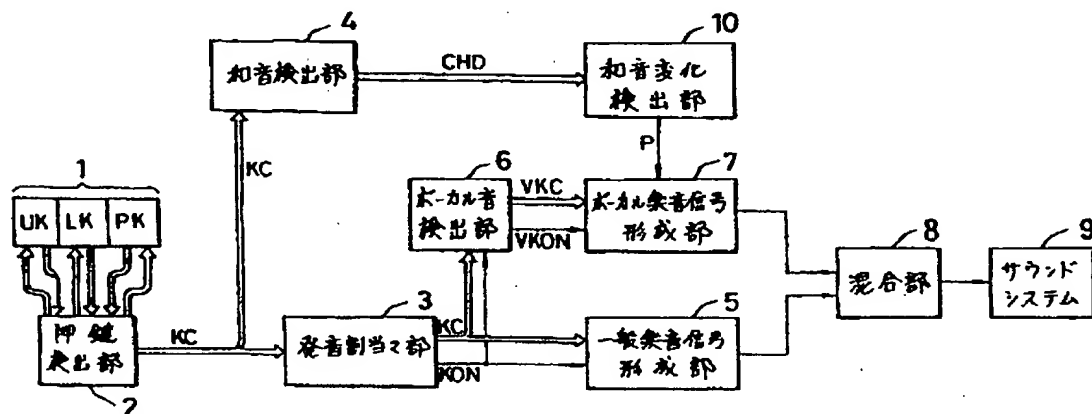 4
和音検出部
CHD
10
和音変化
検出部
KC
P
1
UK LK PK
6
ボーカル音
検出部
VKC
VKON
7
ボーカル楽音信号
形成部
8
混合部
9
サウンド
システム
押鍵
検出部
2
KC
3
発音割当て部
KC
KON
5
一般楽音信号
形成部